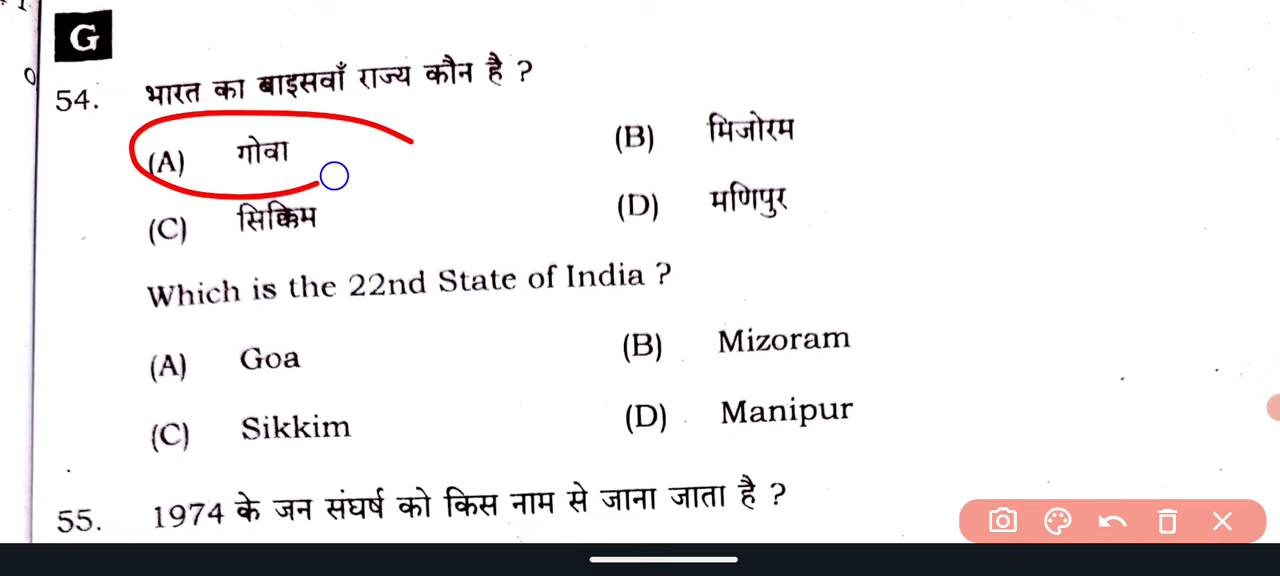 G
54. भारत का बाइसवाँ राज्य कौन है ?
(A) गोवा (B) मिजोरम
(C) सिक्किम (D) मणिपुर
Which is the 22nd State of India ?
(A) Goa (B) Mizoram
(C) Sikkim (D) Manipur
55. 1974 के जन संघर्ष को किस नाम से जाना जाता है ?